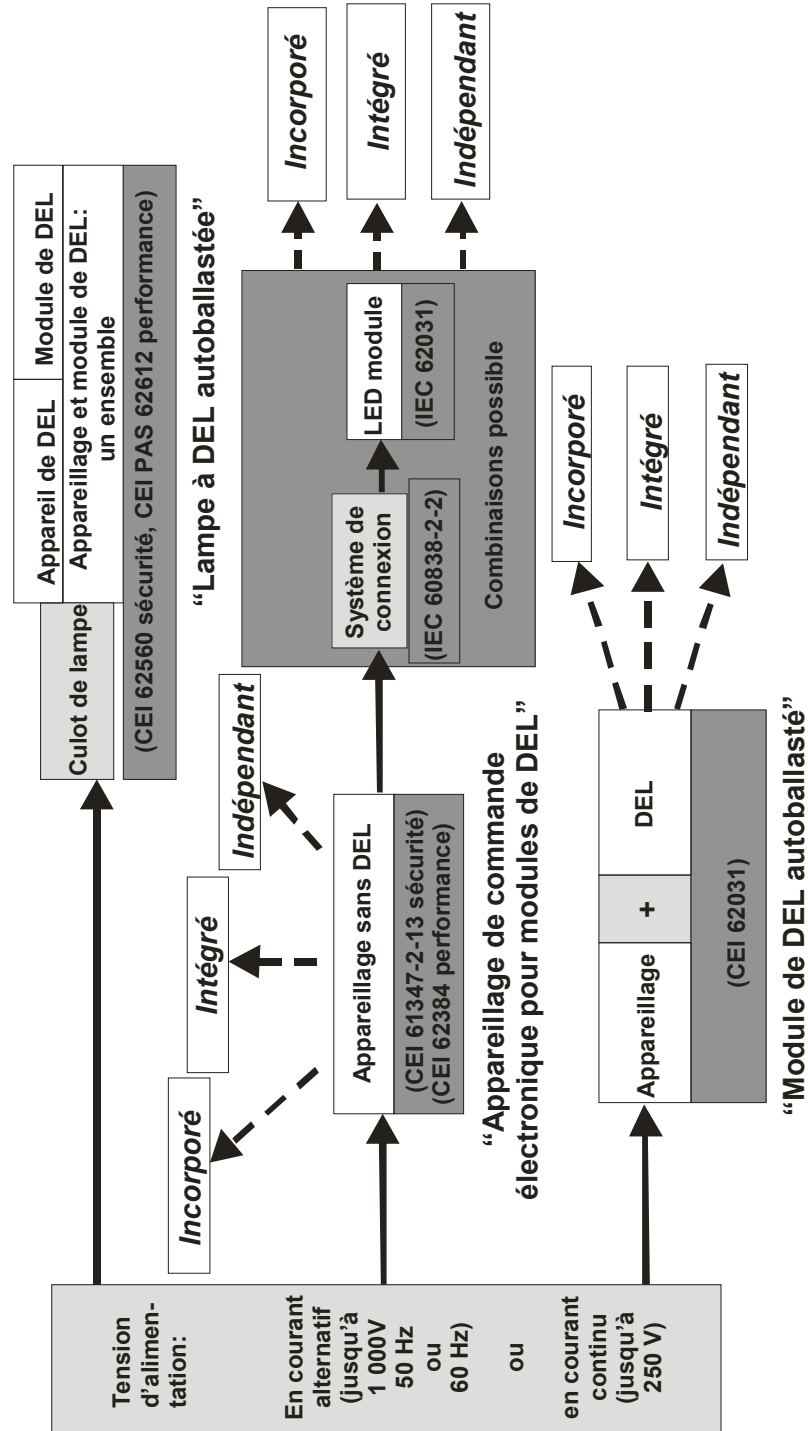 Tension
d’alimen-
tation:
En courant
alternatif
(jusqu’à
1 000V
50 Hz
ou
60 Hz)
ou
en courant
continu
(jusqu’à
250 V)
Culot de lampe
Appareil de DEL
Module de DEL
Appareillage et module de DEL:
un ensemble
(CEI 62560 sécurité, CEI PAS 62612 performance)
“Lampe à DEL autoballastée”
Incorporé
Intégré
Indépendant
Appareillage sans DEL
(CEI 61347-2-13 sécurité)
(CEI 62384 performance)
“Appareillage de commande
électronique pour modules de DEL”
Système de
connexion
(IEC 60838-2-2)
LED module
(IEC 62031)
Combinaisons possible
Incorporé
Intégré
Indépendant
Appareillage
+
DEL
(CEI 62031)
“Module de DEL autoballasté”
Incorporé
Intégré
Indépendant